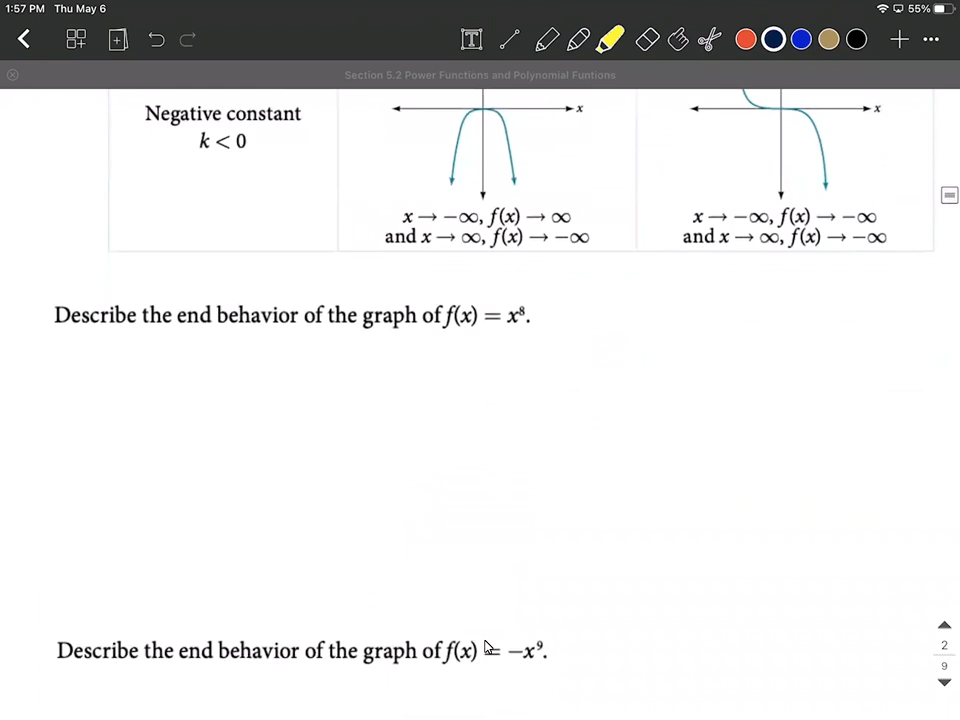 1:57 PM Thu May 6
55%
T
Section 5.2 Power Functions and Polynomial Funtions
Negative constant
k < 0
x
x → −∞, f(x) → ∞
and x → ∞, f(x) → −∞
x
x → −∞, f(x) → −∞
and x → ∞, f(x) → −∞
Describe the end behavior of the graph of f(x) = x⁸.
Describe the end behavior of the graph of f(x) = −x⁹.
2
9